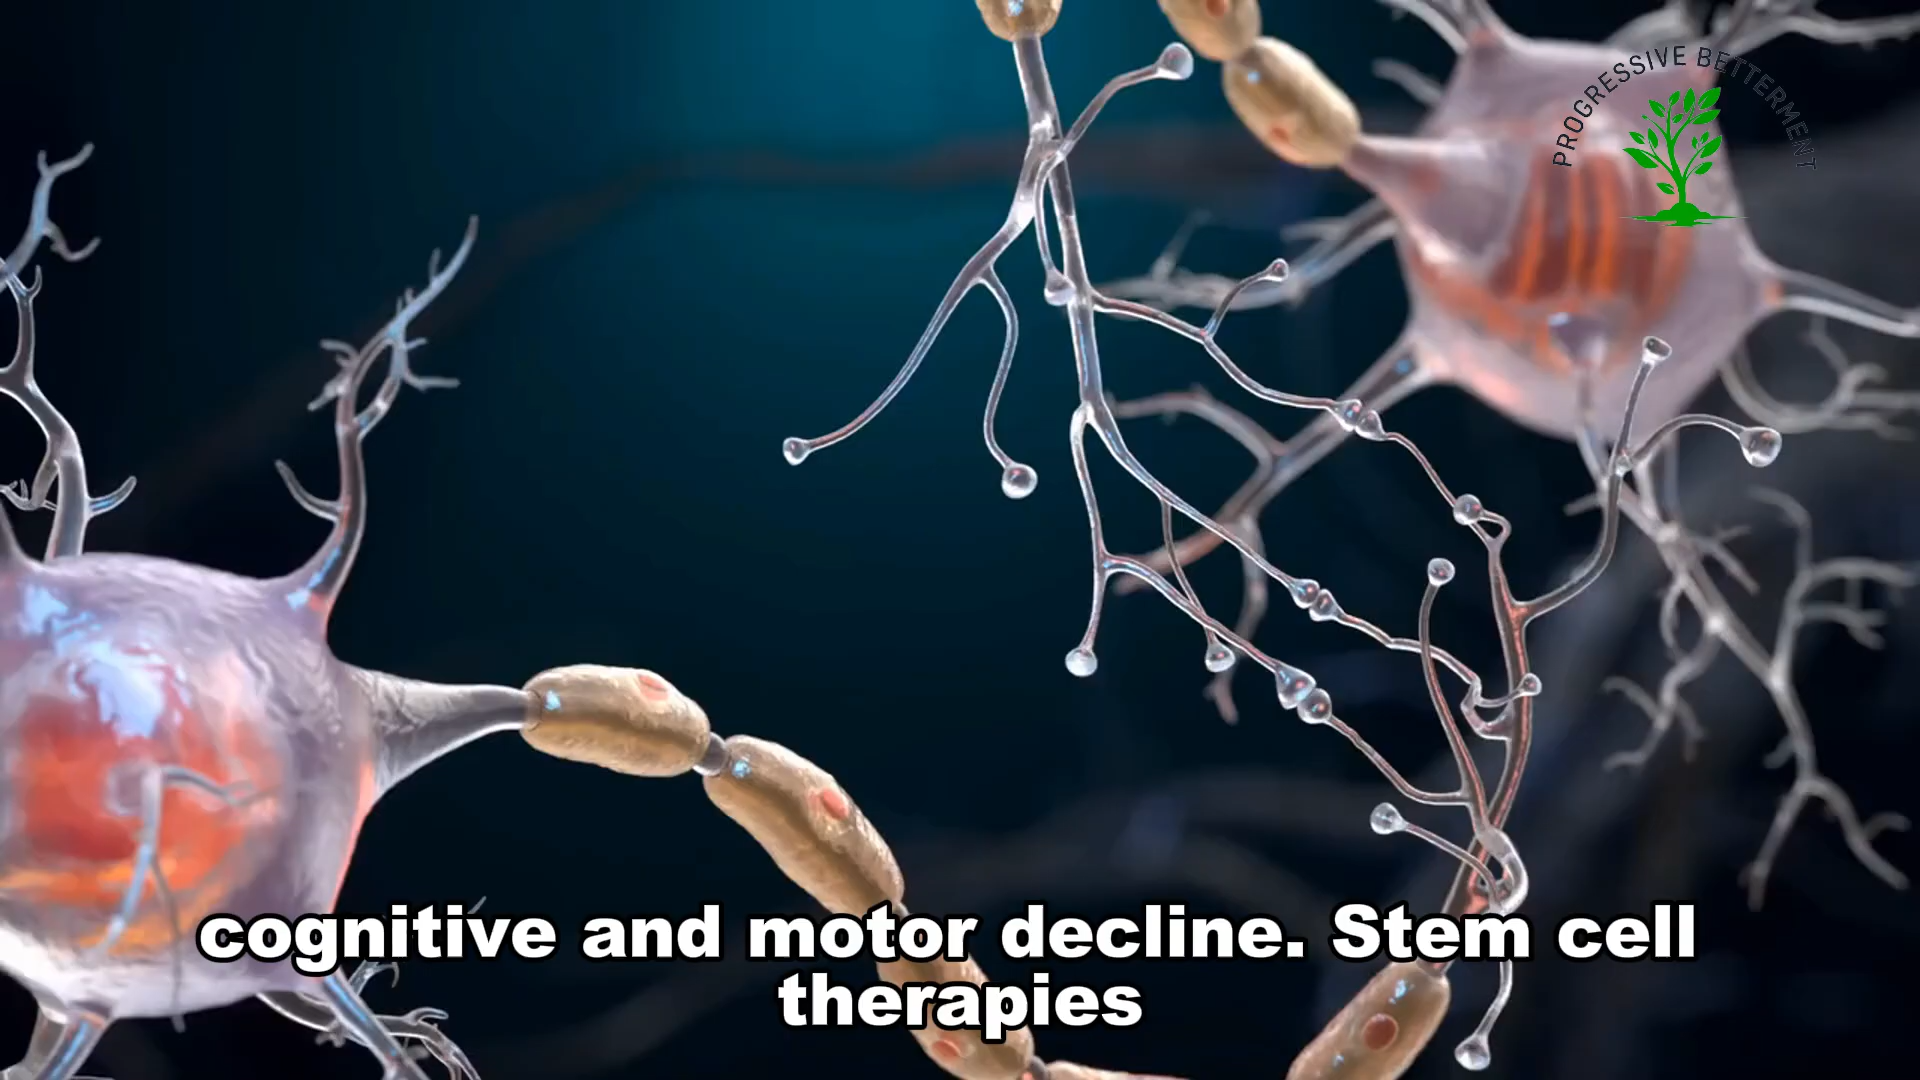 PROGRESSIVE BETTERMENT
cognitive and motor decline. Stem cell
therapies